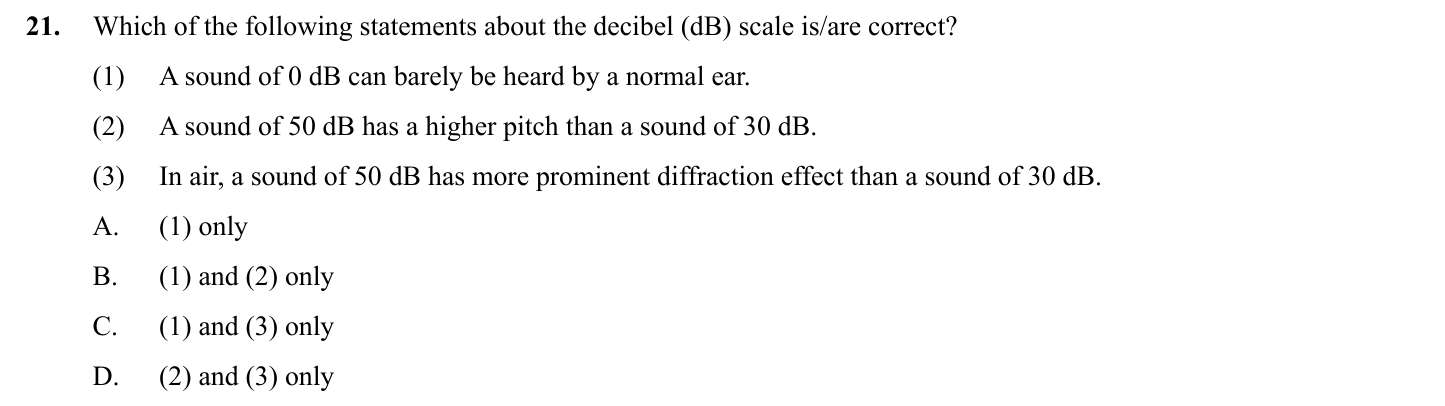 21. Which of the following statements about the decibel (dB) scale is/are correct?
(1) A sound of 0 dB can barely be heard by a normal ear.
(2) A sound of 50 dB has a higher pitch than a sound of 30 dB.
(3) In air, a sound of 50 dB has more prominent diffraction effect than a sound of 30 dB.
A. (1) only
B. (1) and (2) only
C. (1) and (3) only
D. (2) and (3) only